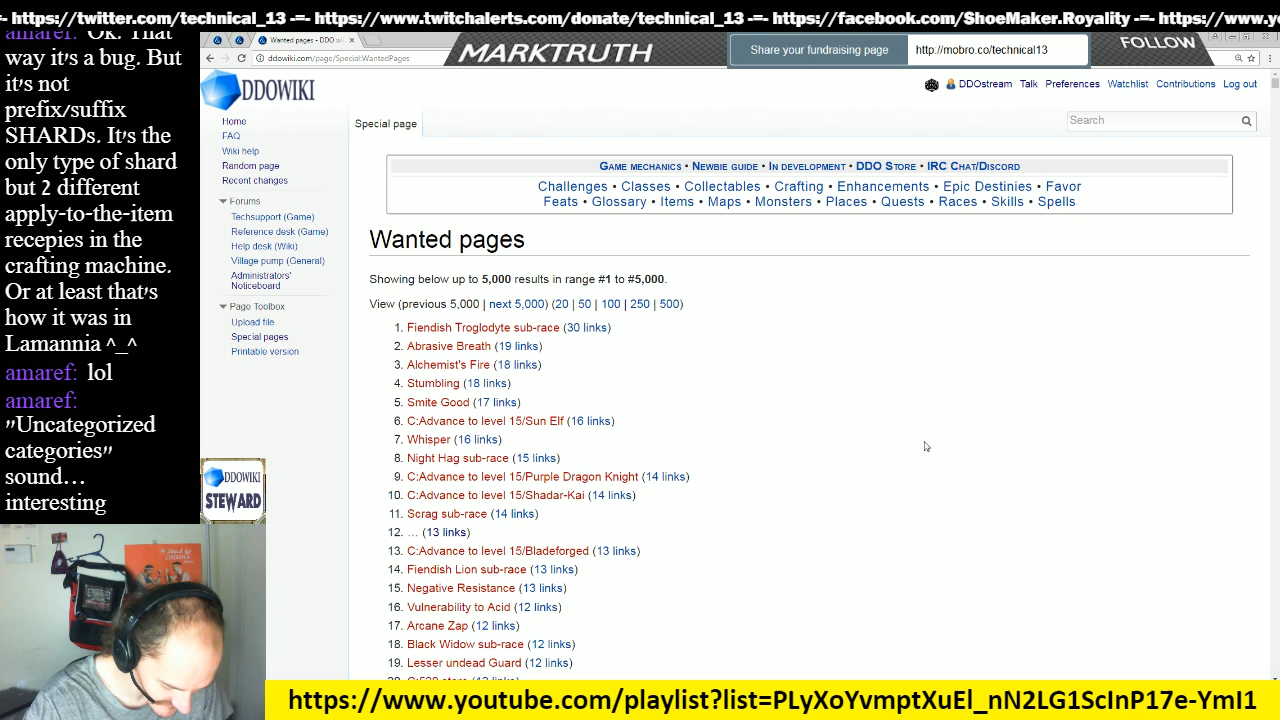 - https://twitter.com/technical_13 -=- https://www.twitchalerts.com/donate/technical_13 -=- https://facebook.com/ShoeMaker.Royality -=- https://www.y
amaref: Ok. That
way it's a bug. But
it's not
prefix/suffix
SHARDs. It's the
only type of shard
but 2 different
apply-to-the-item
recepies in the
crafting machine.
Or at least that's
how it was in
Lamannia ^_^
amaref: lol
amaref:
"Uncategorized
categories"
sound...
interesting
Wanted pages - DDO w
ddowiki.com/page/Special:WantedPages
MARKTRUTH
Share your fundraising page
http://mobro.co/technical13
FOLLOW
DDOWIKI
DDOstream Talk Preferences Watchlist Contributions Log out
Special page
Search
Home
FAQ
Wiki help
Random page
Recent changes
Forums
Techsupport (Game)
Reference desk (Game)
Help desk (Wiki)
Village pump (General)
Administrators'
Noticeboard
Page Toolbox
Upload file
Special pages
Printable version
DDOWIKI
STEWARD
Game mechanics • Newbie guide • In development • DDO Store • IRC Chat/Discord
Challenges • Classes • Collectables • Crafting • Enhancements • Epic Destinies • Favor
Feats • Glossary • Items • Maps • Monsters • Places • Quests • Races • Skills • Spells
Wanted pages
Showing below up to 5,000 results in range #1 to #5,000.
View (previous 5,000 | next 5,000) (20 | 50 | 100 | 250 | 500)
1. Fiendish Troglodyte sub-race (30 links)
2. Abrasive Breath (19 links)
3. Alchemist's Fire (18 links)
4. Stumbling (18 links)
5. Smite Good (17 links)
6. C:Advance to level 15/Sun Elf (16 links)
7. Whisper (16 links)
8. Night Hag sub-race (15 links)
9. C:Advance to level 15/Purple Dragon Knight (14 links)
10. C:Advance to level 15/Shadar-Kai (14 links)
11. Scrag sub-race (14 links)
12. … (13 links)
13. C:Advance to level 15/Bladeforged (13 links)
14. Fiendish Lion sub-race (13 links)
15. Negative Resistance (13 links)
16. Vulnerability to Acid (12 links)
17. Arcane Zap (12 links)
18. Black Widow sub-race (12 links)
19. Lesser undead Guard (12 links)
https://www.youtube.com/playlist?list=PLyXoYvmptXuEl_nN2LG1ScInP17e-YmI1